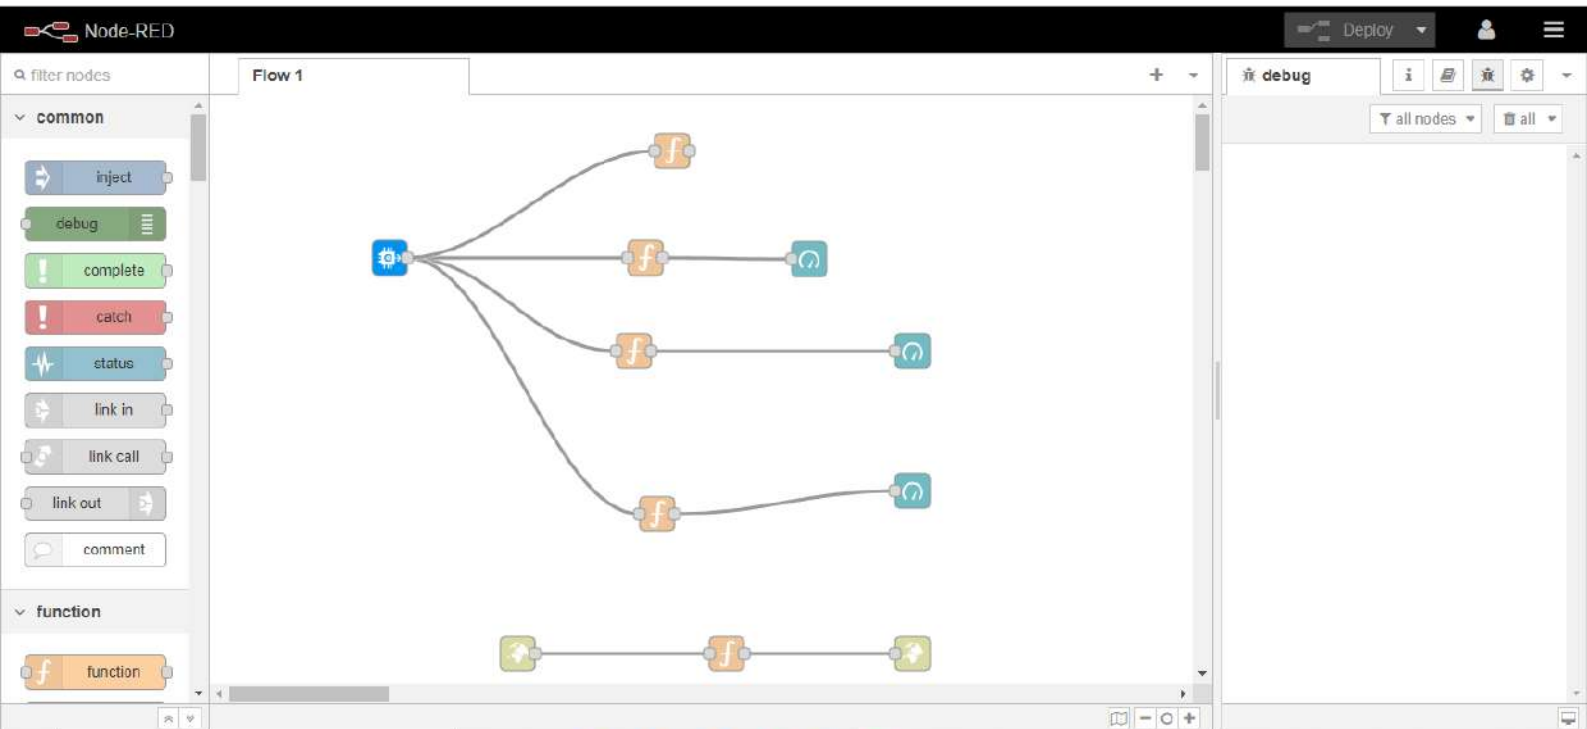 Node-RED
Deploy
filter nodes
Flow 1
debug
i
all nodes
all
common
inject
debug
complete
catch
status
link in
link call
link out
comment
function
function